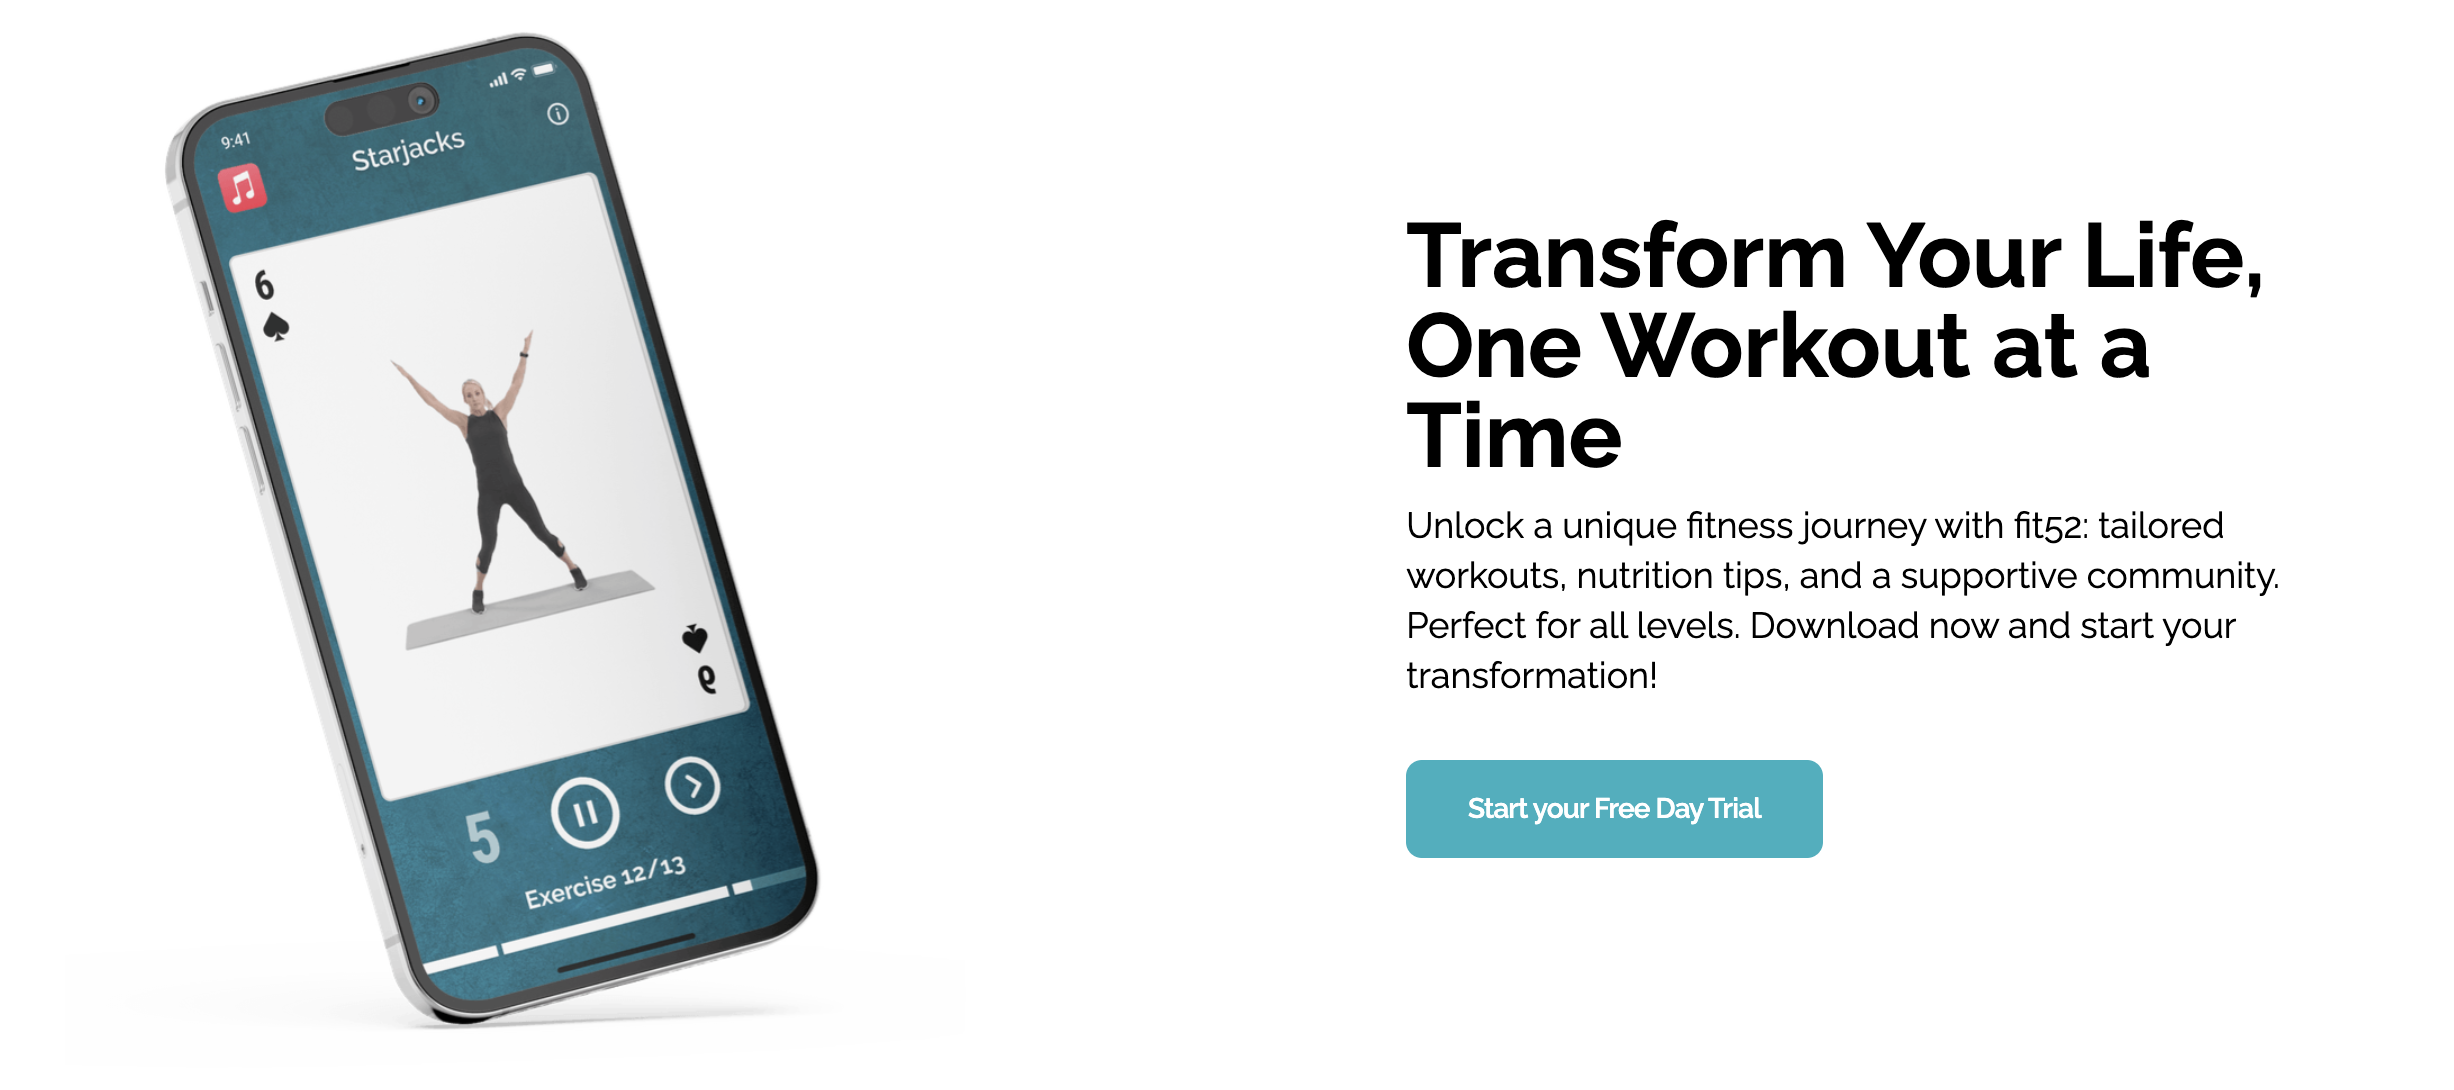 9:41
Starjacks
6
6
5
Exercise 12/13
Transform Your Life,
One Workout at a
Time
Unlock a unique fitness journey with fit52: tailored
workouts, nutrition tips, and a supportive community.
Perfect for all levels. Download now and start your
transformation!
Start your Free Day Trial